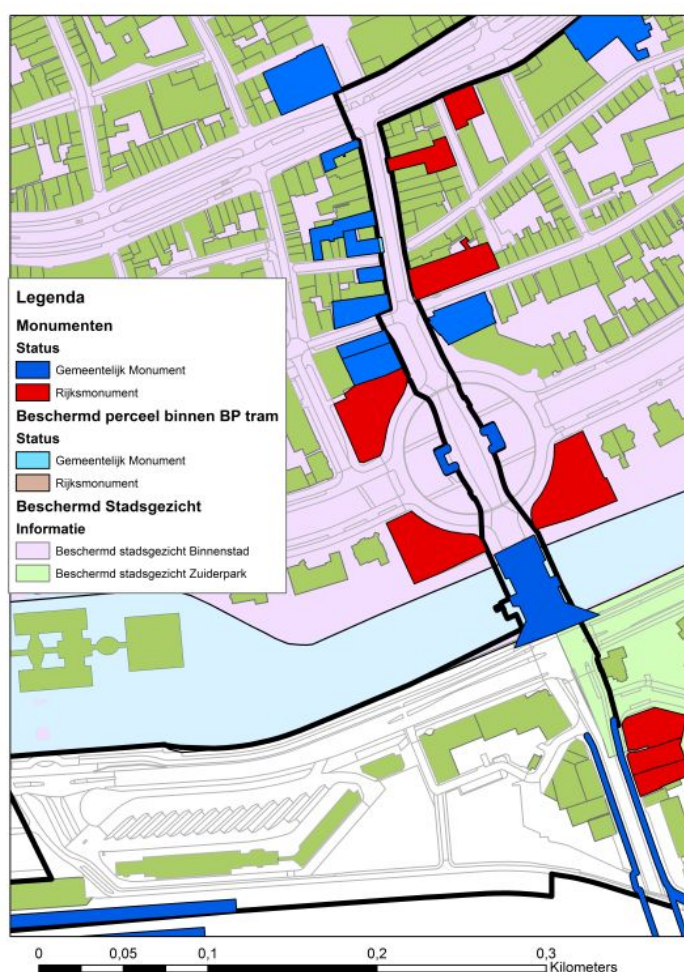 Legenda
Monumenten
Status
Gemeentelijk Monument
Rijksmonument
Beschermd perceel binnen BP tram
Status
Gemeentelijk Monument
Rijksmonument
Beschermd Stadsgezicht
Informatie
Beschermd stadsgezicht Binnenstad
Beschermd stadsgezicht Zuiderpark
0 0,05 0,1 0,2 0,3
Kilometers